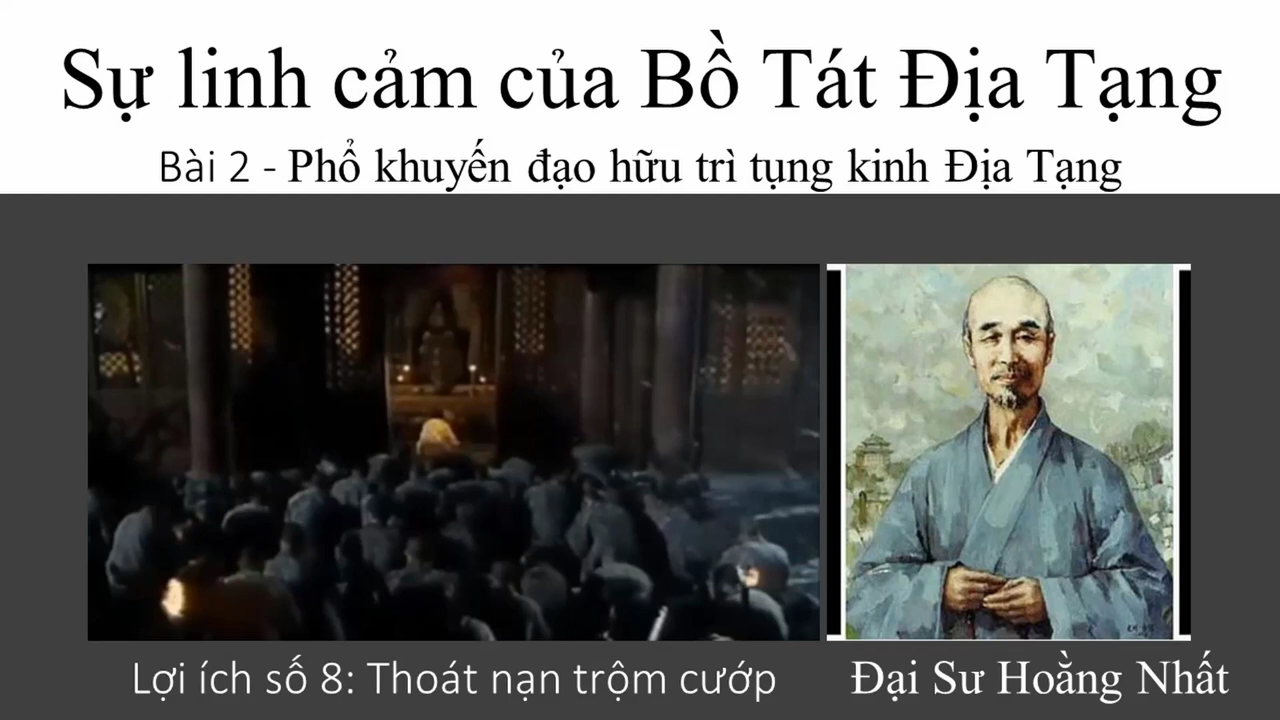 Sự linh cảm của Bồ Tát Địa Tạng
Bài 2 - Phổ khuyến đạo hữu trì tụng kinh Địa Tạng
Lợi ích số 8: Thoát nạn trộm cướp
Đại Sư Hoằng Nhất